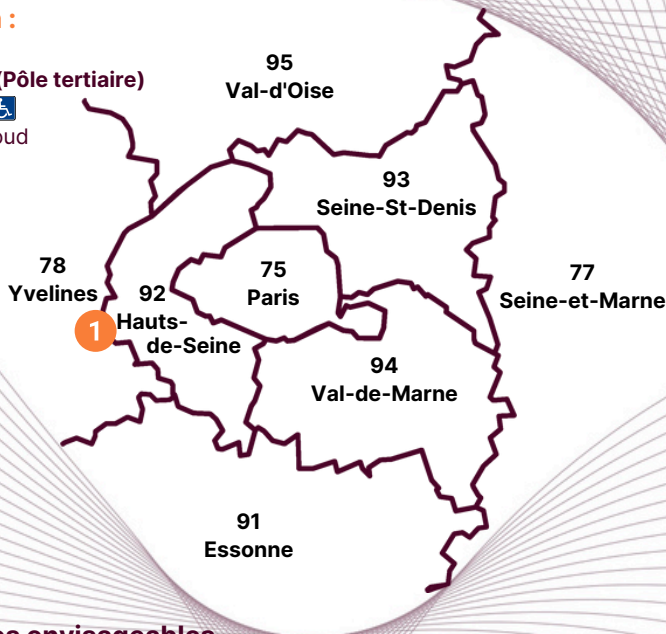 :
(Pôle tertiaire)
oud
95
Val-d'Oise
93
Seine-St-Denis
78
Yvelines
92
Hauts-
de-Seine
75
Paris
77
Seine-et-Marne
1
94
Val-de-Marne
91
Essonne
envisageables